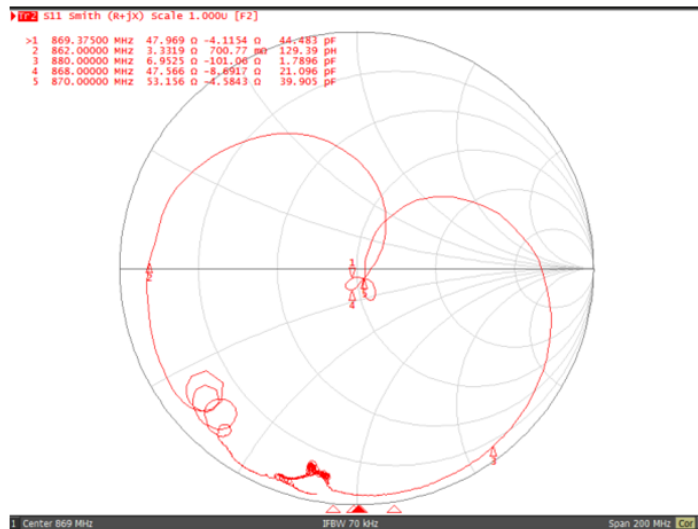 Tr2 S11 Smith (R+jX) Scale 1.000U [F2]
>1 869.37500 MHz 47.969 Ω -4.1154 Ω 44.483 pF
2 862.00000 MHz 3.3319 Ω 700.77 mΩ 129.39 pH
3 880.00000 MHz 6.9525 Ω -101.06 Ω 1.7896 pF
4 868.00000 MHz 47.566 Ω -8.6917 Ω 21.096 pF
5 870.00000 MHz 53.156 Ω -4.5843 Ω 39.905 pF
1
2
5
4
3
1 Center 869 MHz IFBW 70 kHz Span 200 MHz Cor